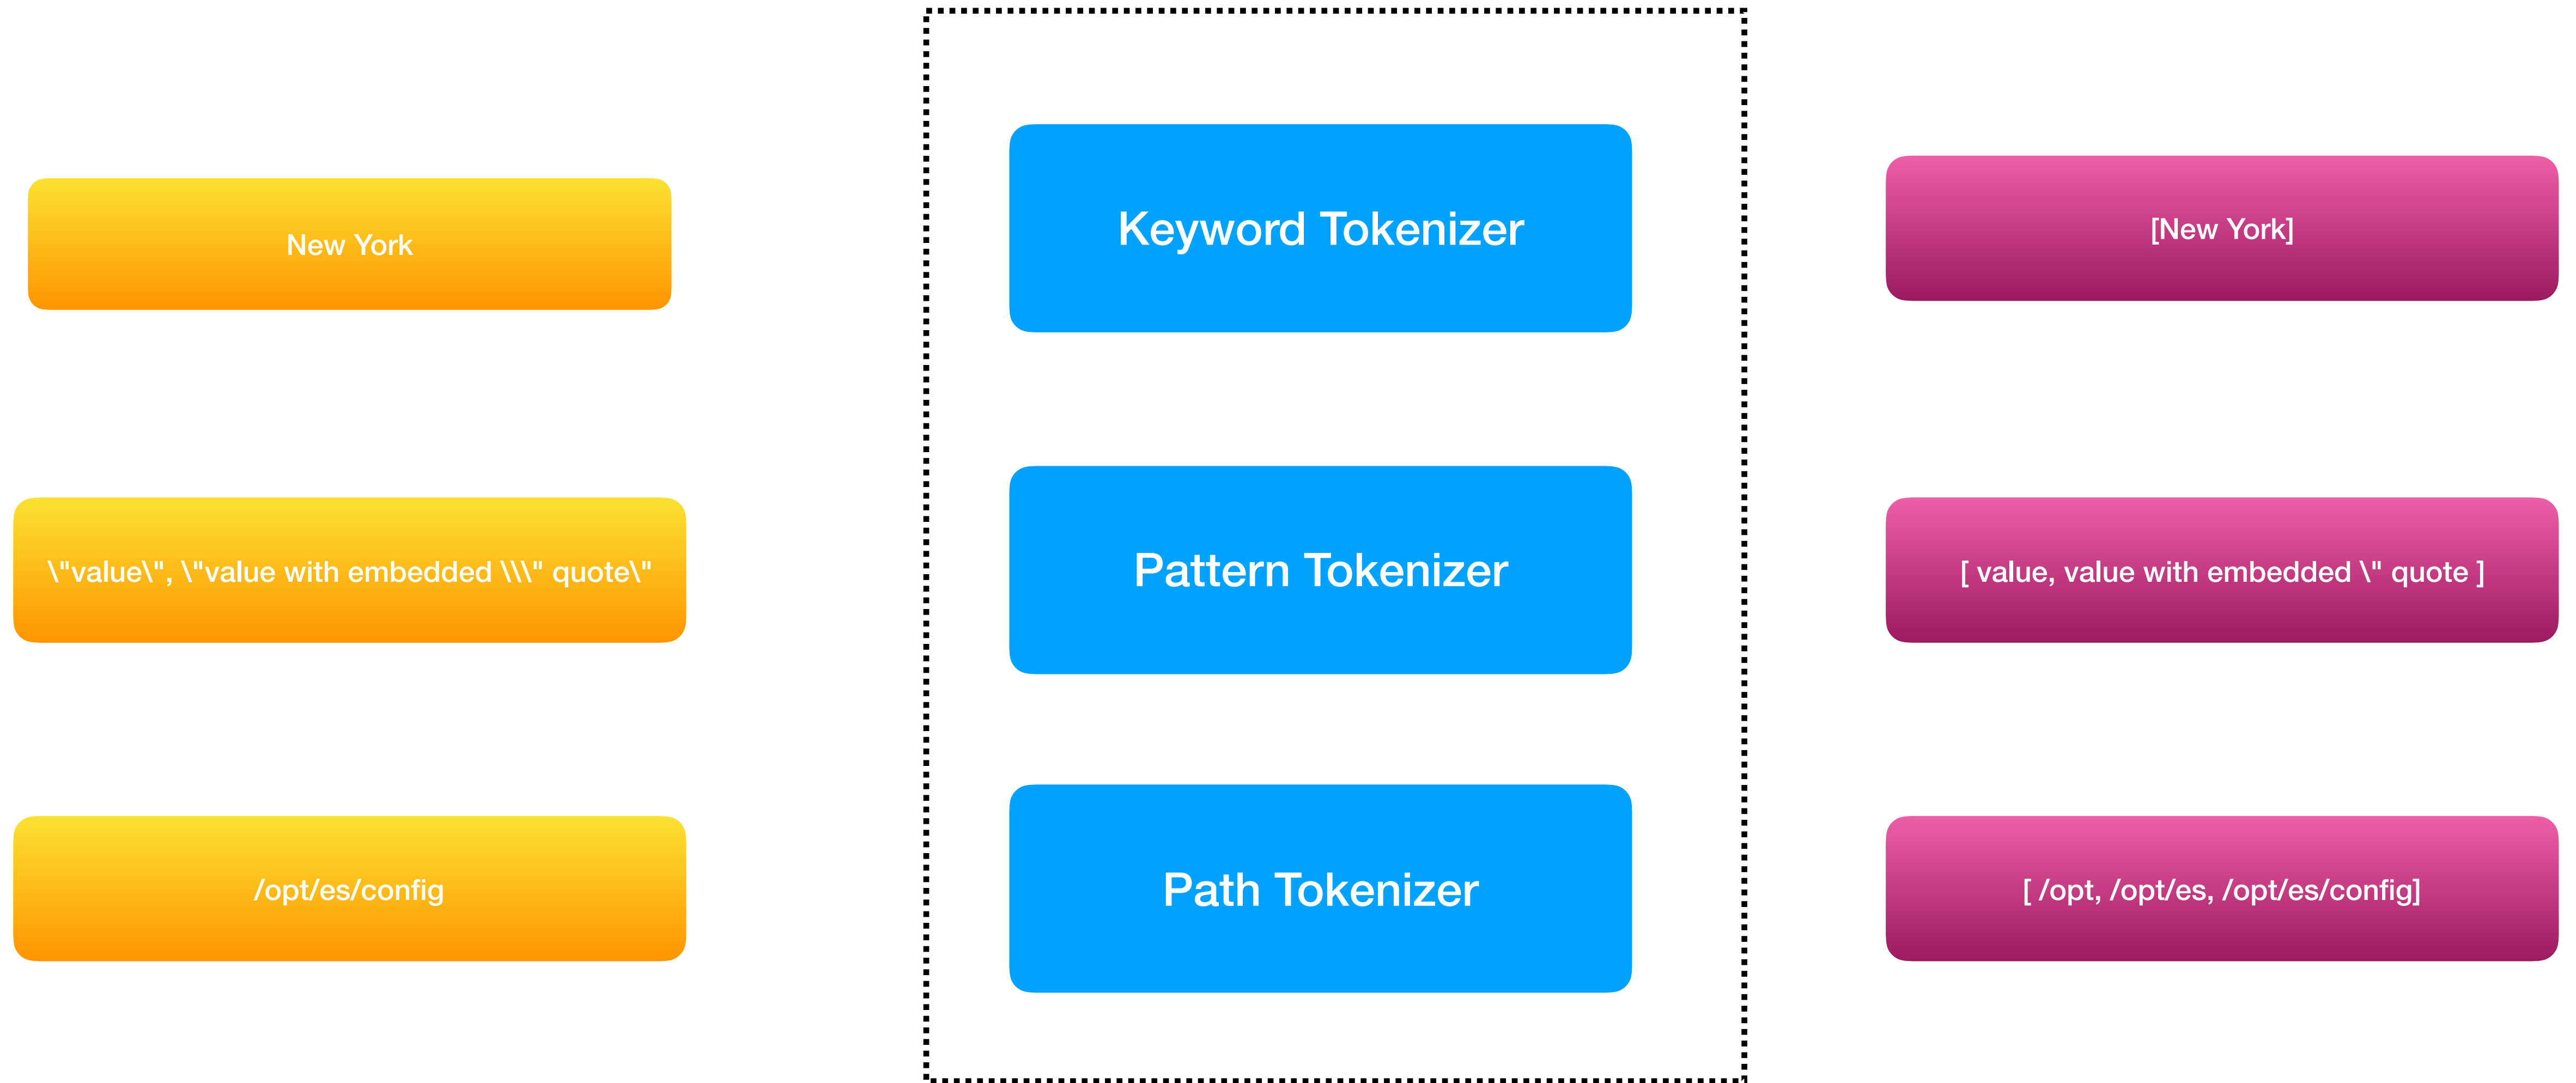 New York
Keyword Tokenizer
[New York]
\"value\", \"value with embedded \\\" quote\"
Pattern Tokenizer
[ value, value with embedded \" quote ]
/opt/es/config
Path Tokenizer
[ /opt, /opt/es, /opt/es/config]